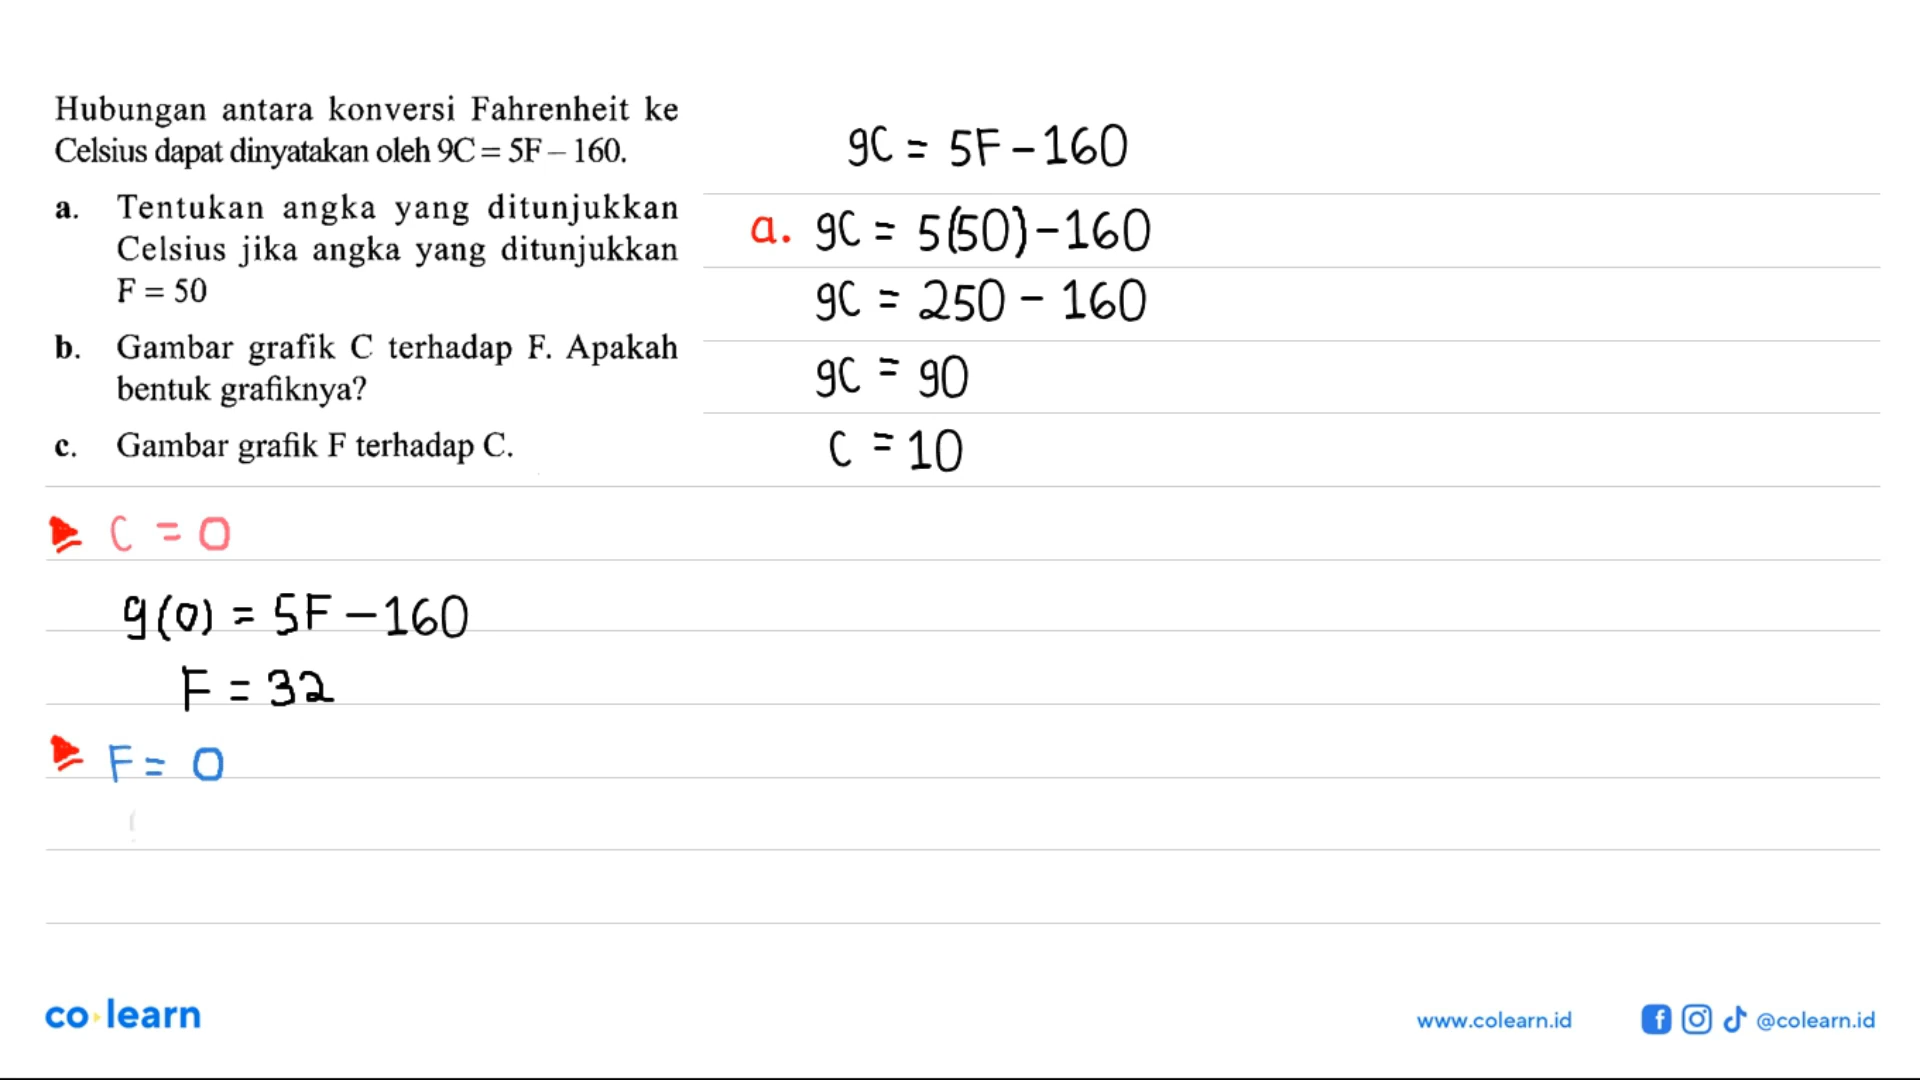 Hubungan antara konversi Fahrenheit ke
Celsius dapat dinyatakan oleh 9C = 5F – 160.
a. Tentukan angka yang ditunjukkan
Celsius jika angka yang ditunjukkan
F = 50
b. Gambar grafik C terhadap F. Apakah
bentuk grafiknya?
c. Gambar grafik F terhadap C.
9C = 5F - 160
a. 9C = 5(50) - 160
9C = 250 - 160
9C = 90
C = 10
C = 0
9(0) = 5F - 160
F = 32
F = 0
co learn
www.colearn.id
@colearn.id